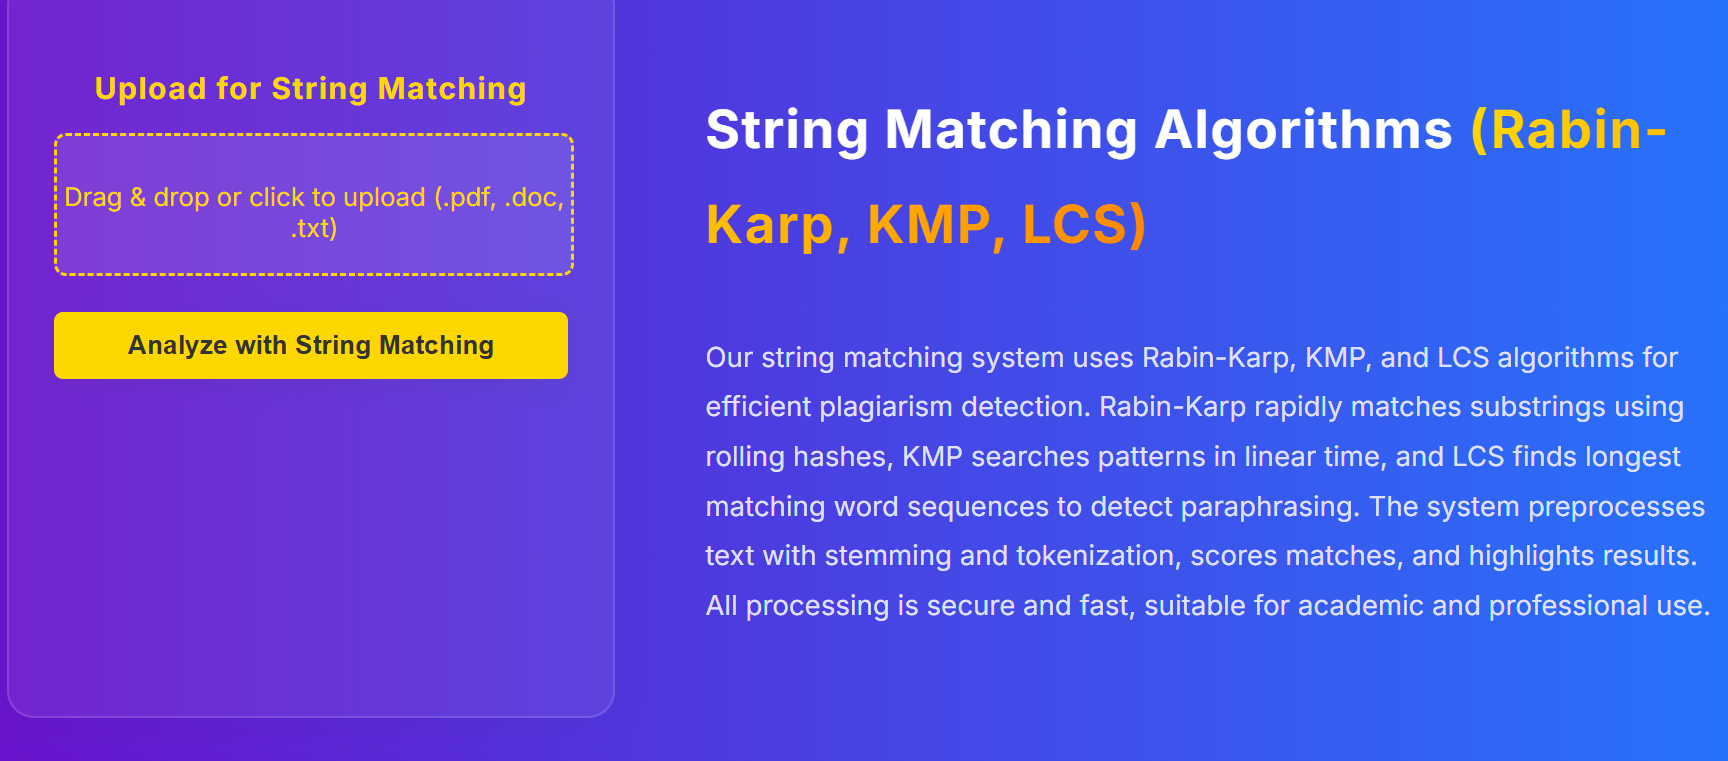 Upload for String Matching
Drag & drop or click to upload (.pdf, .doc,
.txt)
Analyze with String Matching
String Matching Algorithms (Rabin-
Karp, KMP, LCS)
Our string matching system uses Rabin-Karp, KMP, and LCS algorithms for
efficient plagiarism detection. Rabin-Karp rapidly matches substrings using
rolling hashes, KMP searches patterns in linear time, and LCS finds longest
matching word sequences to detect paraphrasing. The system preprocesses
text with stemming and tokenization, scores matches, and highlights results.
All processing is secure and fast, suitable for academic and professional use.